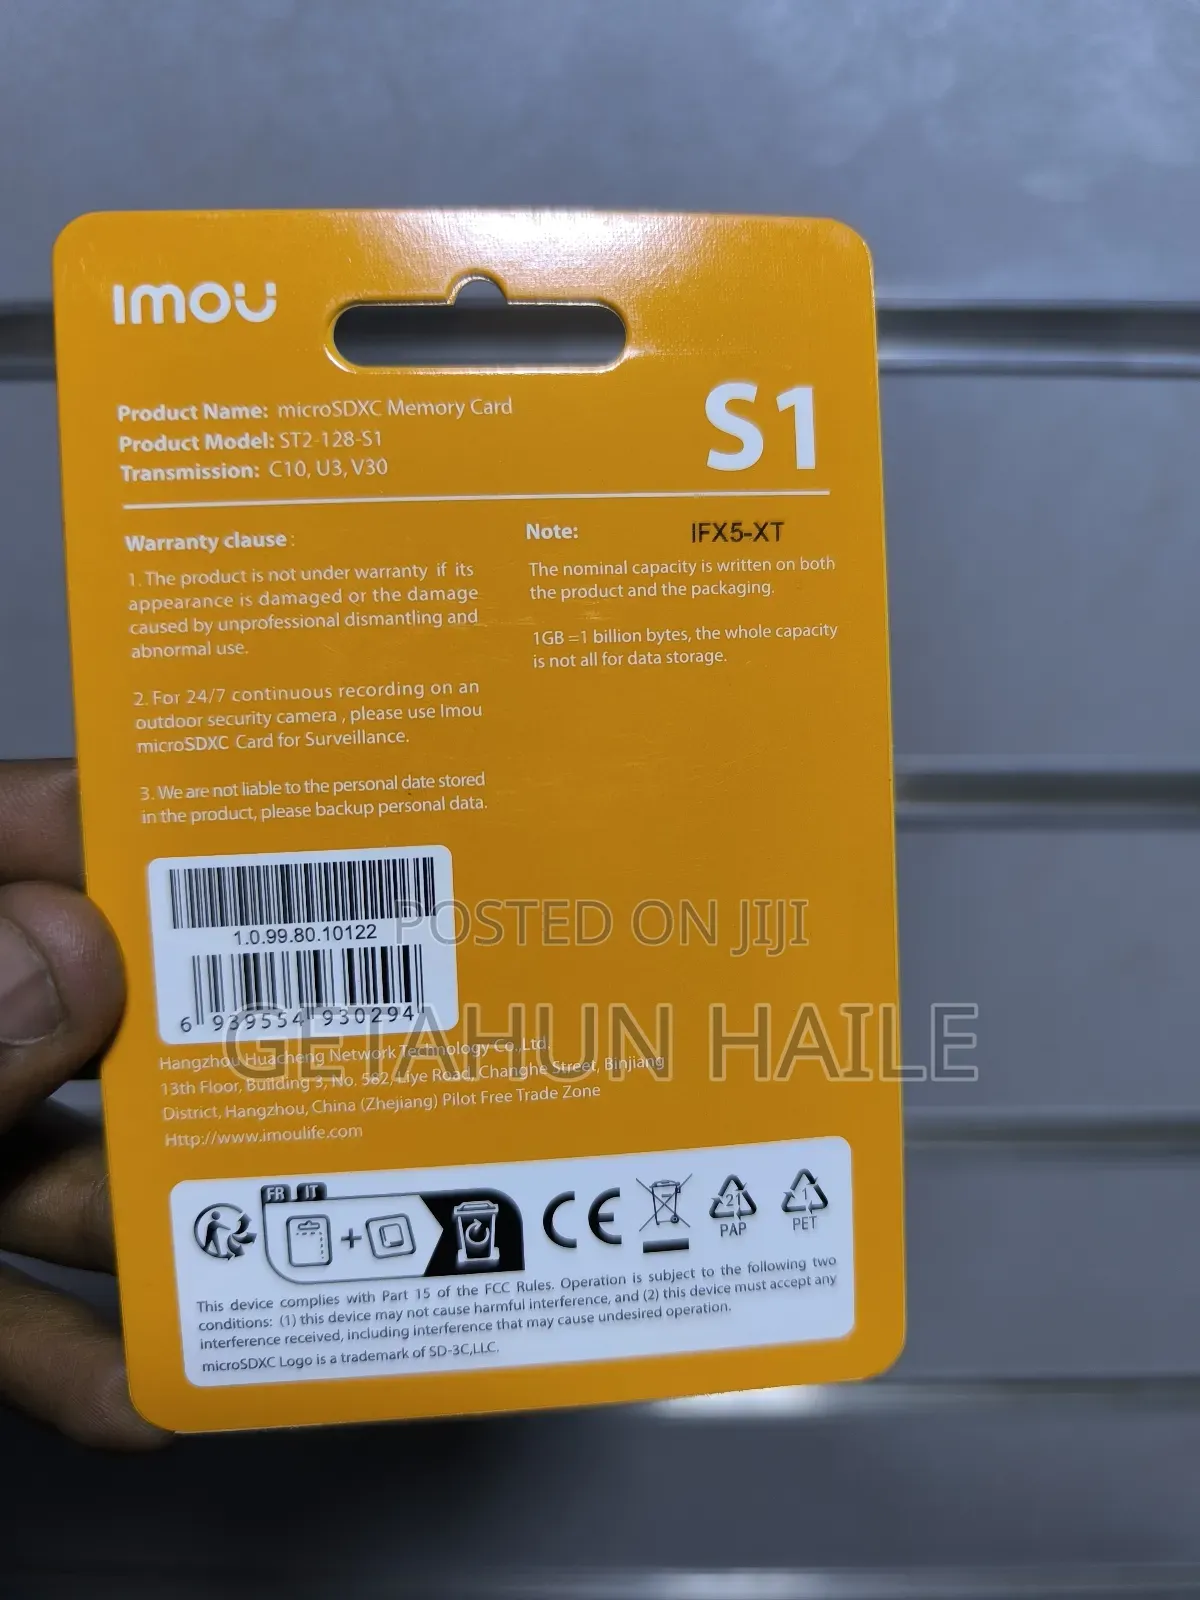 Imou
S1
Product Name: microSDXC Memory Card
Product Model: ST2-128-S1
Transmission: C10, U3, V30
Warranty clause:
1. The product is not under warranty if its
appearance is damaged or the damage
caused by unprofessional dismantling and
abnormal use.
2. For 24/7 continuous recording on an
outdoor security camera , please use Imou
microSDXC Card for Surveillance.
3. We are not liable to the personal date stored
in the product, please backup personal data.
Note:
IFX5-XT
The nominal capacity is written on both
the product and the packaging.
1GB =1 billion bytes, the whole capacity
is not all for data storage.
1.0.99.80.10122
6 939554 930294
POSTED ON JIJI
GETAHUN HAILE
Hangzhou Huacheng Network Technology Co.,Ltd.
13th Floor, Building 3, No. 582, Liye Road, Changhe Street, Binjiang
District, Hangzhou, China (Zhejiang) Pilot Free Trade Zone
Http://www.imoulife.com
FR IT
+
CE
21
PAP
1
PET
This device complies with Part 15 of the FCC Rules. Operation is subject to the following two
conditions: (1) this device may not cause harmful interference, and (2) this device must accept any
interference received, including interference that may cause undesired operation.
microSDXC Logo is a trademark of SD-3C,LLC.